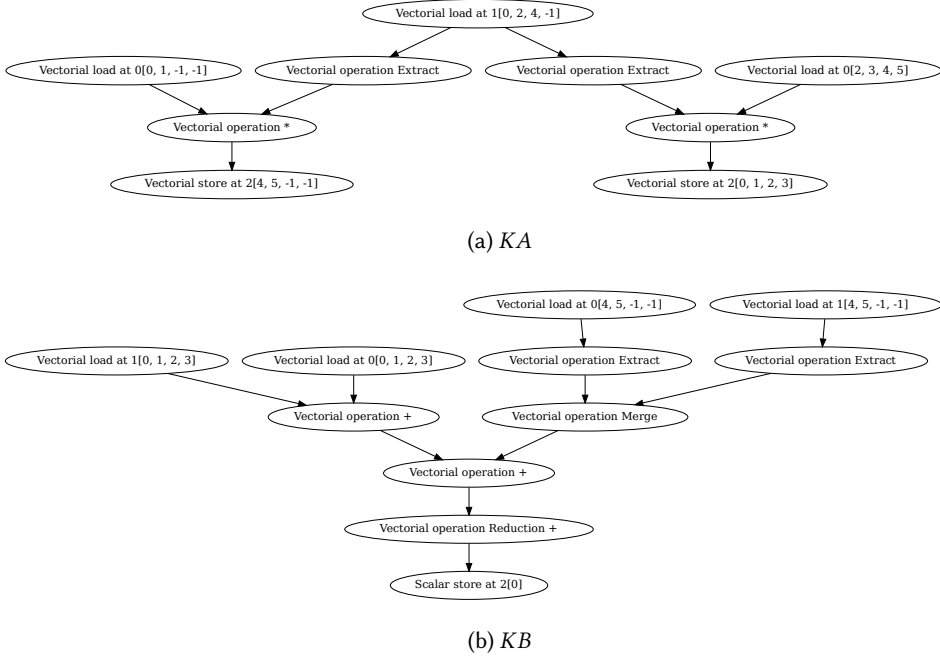 Vectorial load at 1[0, 2, 4, -1]
Vectorial load at 0[0, 1, -1, -1]
Vectorial operation Extract
Vectorial operation Extract
Vectorial load at 0[2, 3, 4, 5]
Vectorial operation *
Vectorial operation *
Vectorial store at 2[4, 5, -1, -1]
Vectorial store at 2[0, 1, 2, 3]
(a) KA
Vectorial load at 0[4, 5, -1, -1]
Vectorial load at 1[4, 5, -1, -1]
Vectorial load at 1[0, 1, 2, 3]
Vectorial load at 0[0, 1, 2, 3]
Vectorial operation Extract
Vectorial operation Extract
Vectorial operation +
Vectorial operation Merge
Vectorial operation +
Vectorial operation Reduction +
Scalar store at 2[0]
(b) KB